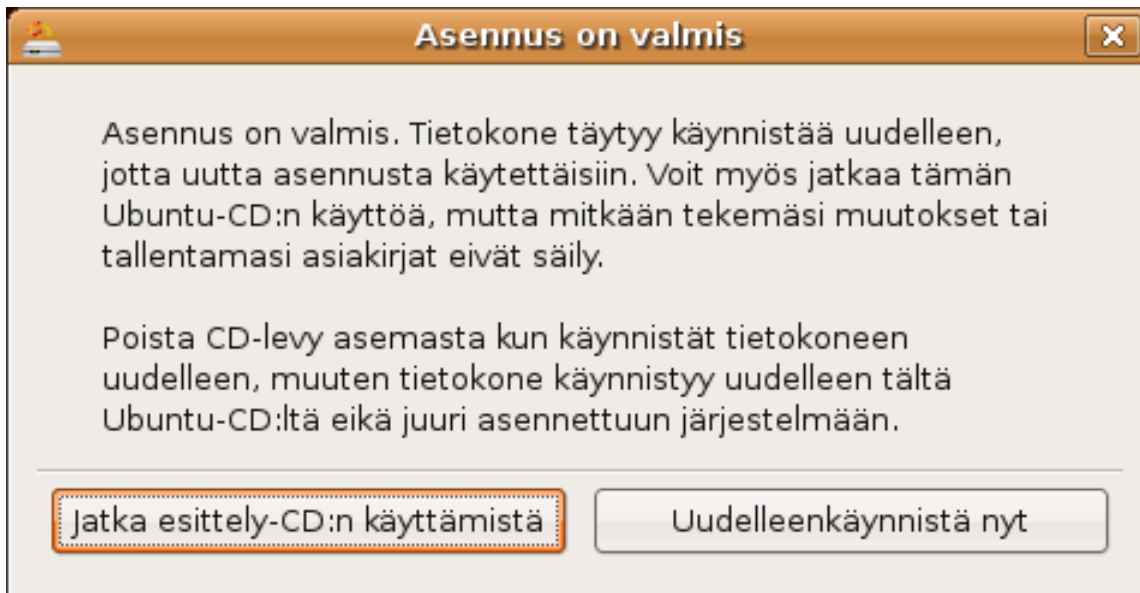 Asennus on valmis
Asennus on valmis. Tietokone täytyy käynnistää uudelleen,
jotta uutta asennusta käytettäisiin. Voit myös jatkaa tämän
Ubuntu-CD:n käyttöä, mutta mitkään tekemäsi muutokset tai
tallentamasi asiakirjat eivät säily.
Poista CD-levy asemasta kun käynnistät tietokoneen
uudelleen, muuten tietokone käynnistyy uudelleen tältä
Ubuntu-CD:ltä eikä juuri asennettuun järjestelmään.
Jatka esittely-CD:n käyttämistä
Uudelleenkäynnistä nyt